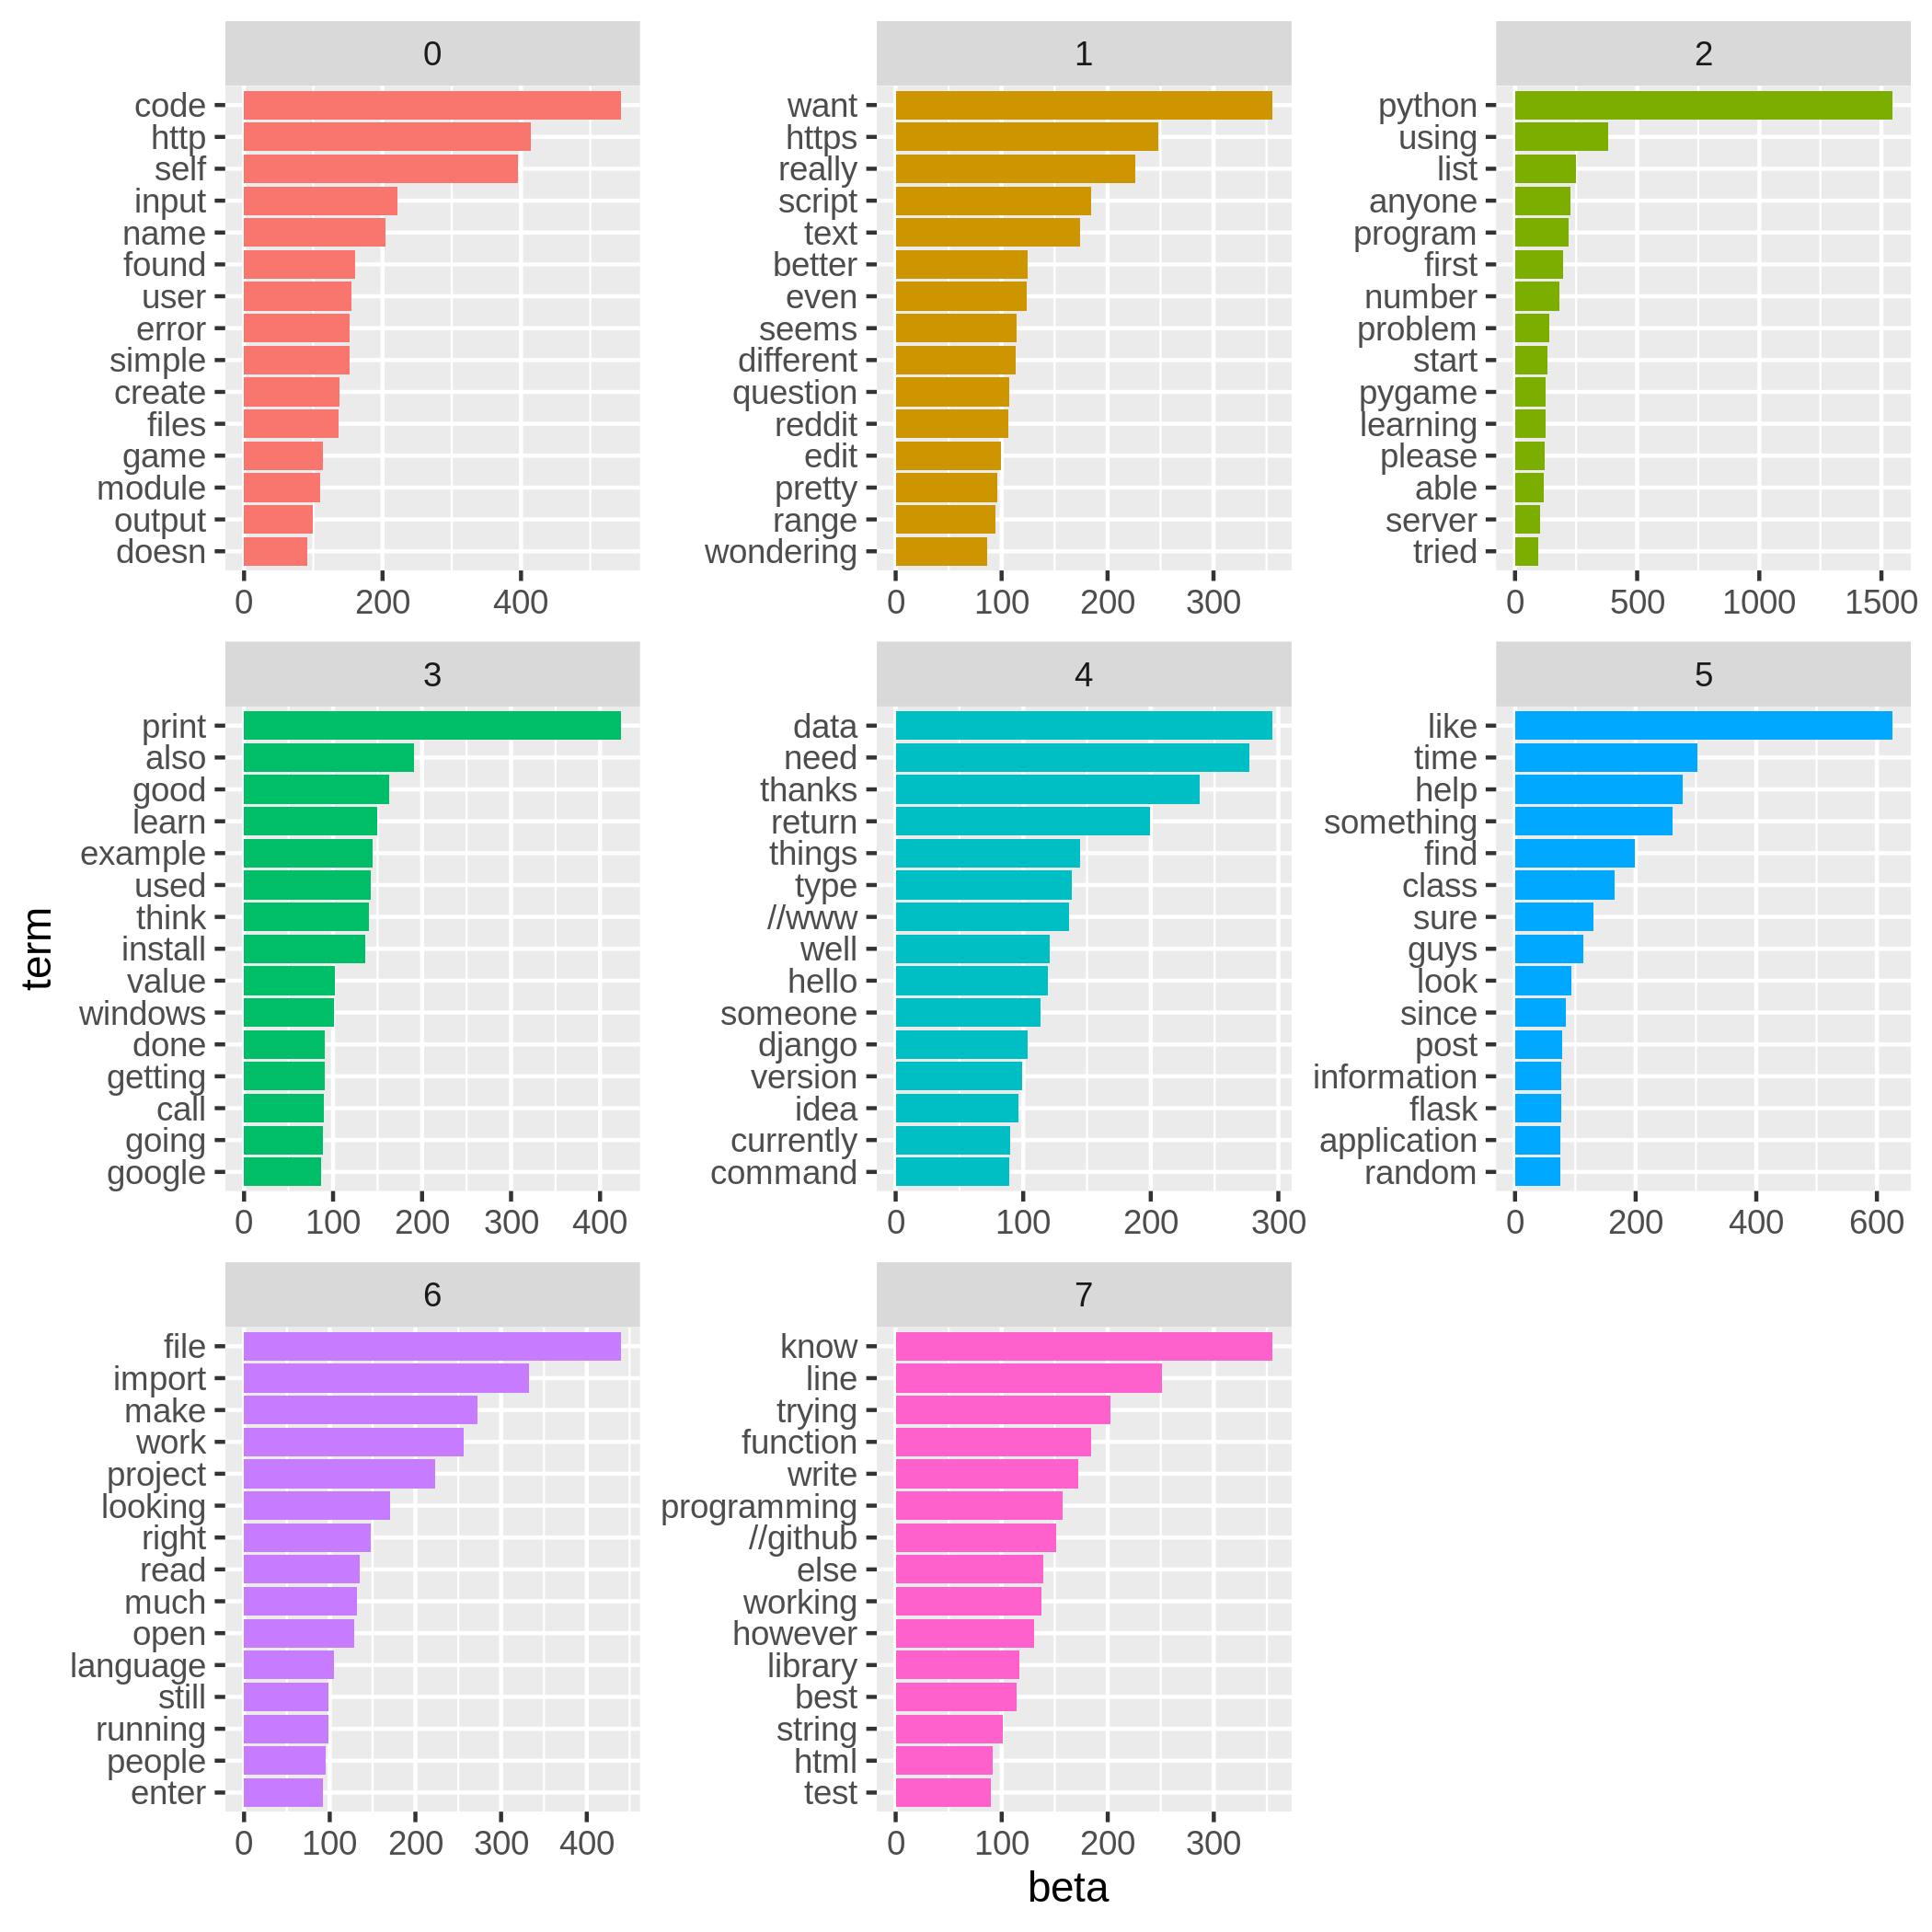 0
code
http
self
input
name
found
user
error
simple
create
files
game
module
output
doesn
0 200 400
1
want
https
really
script
text
better
even
seems
different
question
reddit
edit
pretty
range
wondering
0 100 200 300
2
python
using
list
anyone
program
first
number
problem
start
pygame
learning
please
able
server
tried
0 500 1000 1500
term
3
print
also
good
learn
example
used
think
install
value
windows
done
getting
call
going
google
0 100 200 300 400
4
data
need
thanks
return
things
type
//www
well
hello
someone
django
version
idea
currently
command
0 100 200 300
5
like
time
help
something
find
class
sure
guys
look
since
post
information
flask
application
random
0 200 400 600
6
file
import
make
work
project
looking
right
read
much
open
language
still
running
people
enter
0 100 200 300 400
7
know
line
trying
function
write
programming
//github
else
working
however
library
best
string
html
test
0 100 200 300
beta